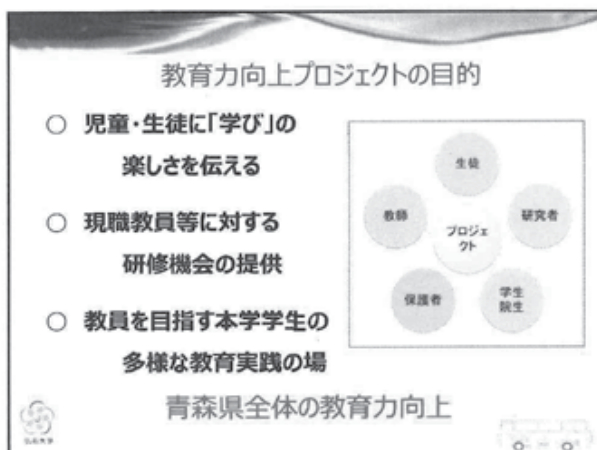 教育力向上プロジェクトの目的
○ 児童・生徒に「学び」の
楽しさを伝える
○ 現職教員等に対する
研修機会の提供
○ 教員を目指す本学学生の
多様な教育実践の場
生徒
教師
研究者
プロジェ
クト
保護者
学生
院生
青森県全体の教育力向上
弘前大学